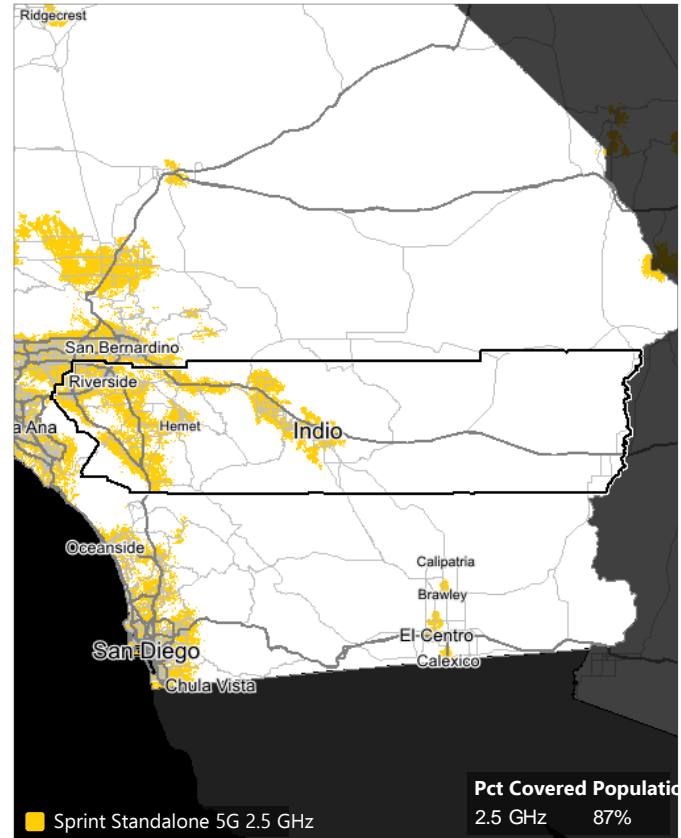 Ridgecrest
San Bernardino
Riverside
a Ana
Hemet
Indio
Oceanside
Calipatria
Brawley
El Centro
San Diego
Calexico
Chula Vista
Pct Covered Populatio
2.5 GHz 87%
Sprint Standalone 5G 2.5 GHz